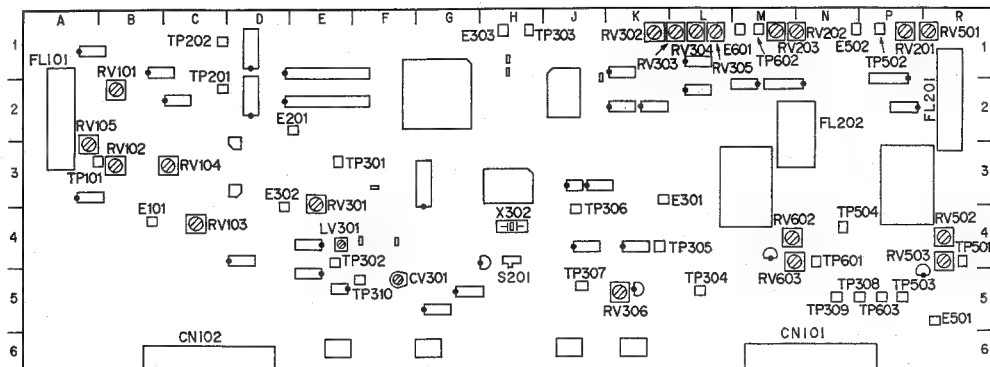 A B C D E F G H J K L M N P R
E303 TP303 RV302 RV304 E601 RV202 E502 RV201 RV501
TP202 RV303 RV305 TP602 RV203 TP502
1 1
FL101 RV101 TP201
2 E201 FL202 FL201 2
RV105 RV102 RV104 TP301
3 TP101 3
E302 RV301 X302 TP306 E301
E101 RV103 RV602 TP504 RV502
4 LV301 TP305 4
TP302 S201 TP307 TP304 RV603 TP601 RV503 TP501
TP310 CV301 TP308 TP503
5 RV306 TP309 TP603 5
E501
CN102 CN101
6 6